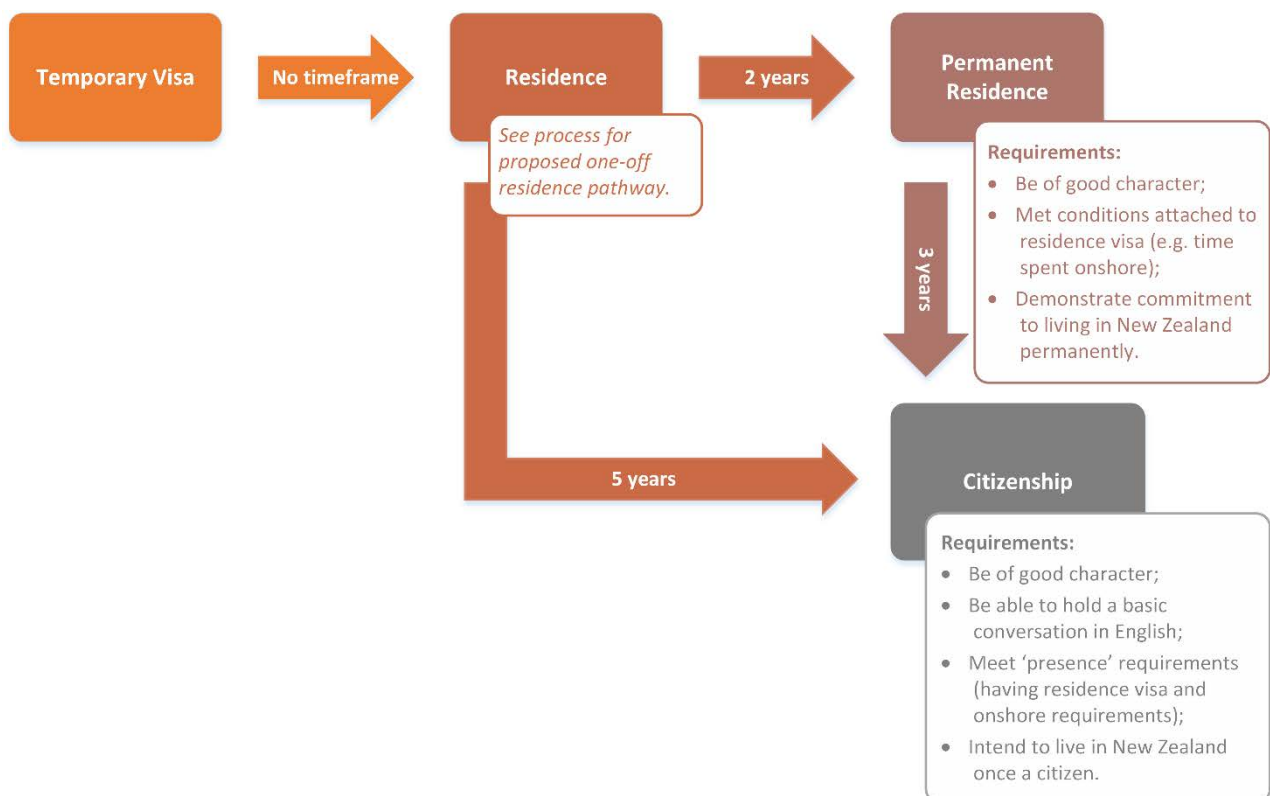 Temporary Visa
No timeframe
Residence
See process for
proposed one-off
residence pathway.
2 years
Permanent
Residence
Requirements:
• Be of good character;
• Met conditions attached to
residence visa (e.g. time
spent onshore);
• Demonstrate commitment
to living in New Zealand
permanently.
3 years
5 years
Citizenship
Requirements:
• Be of good character;
• Be able to hold a basic
conversation in English;
• Meet ‘presence’ requirements
(having residence visa and
onshore requirements);
• Intend to live in New Zealand
once a citizen.